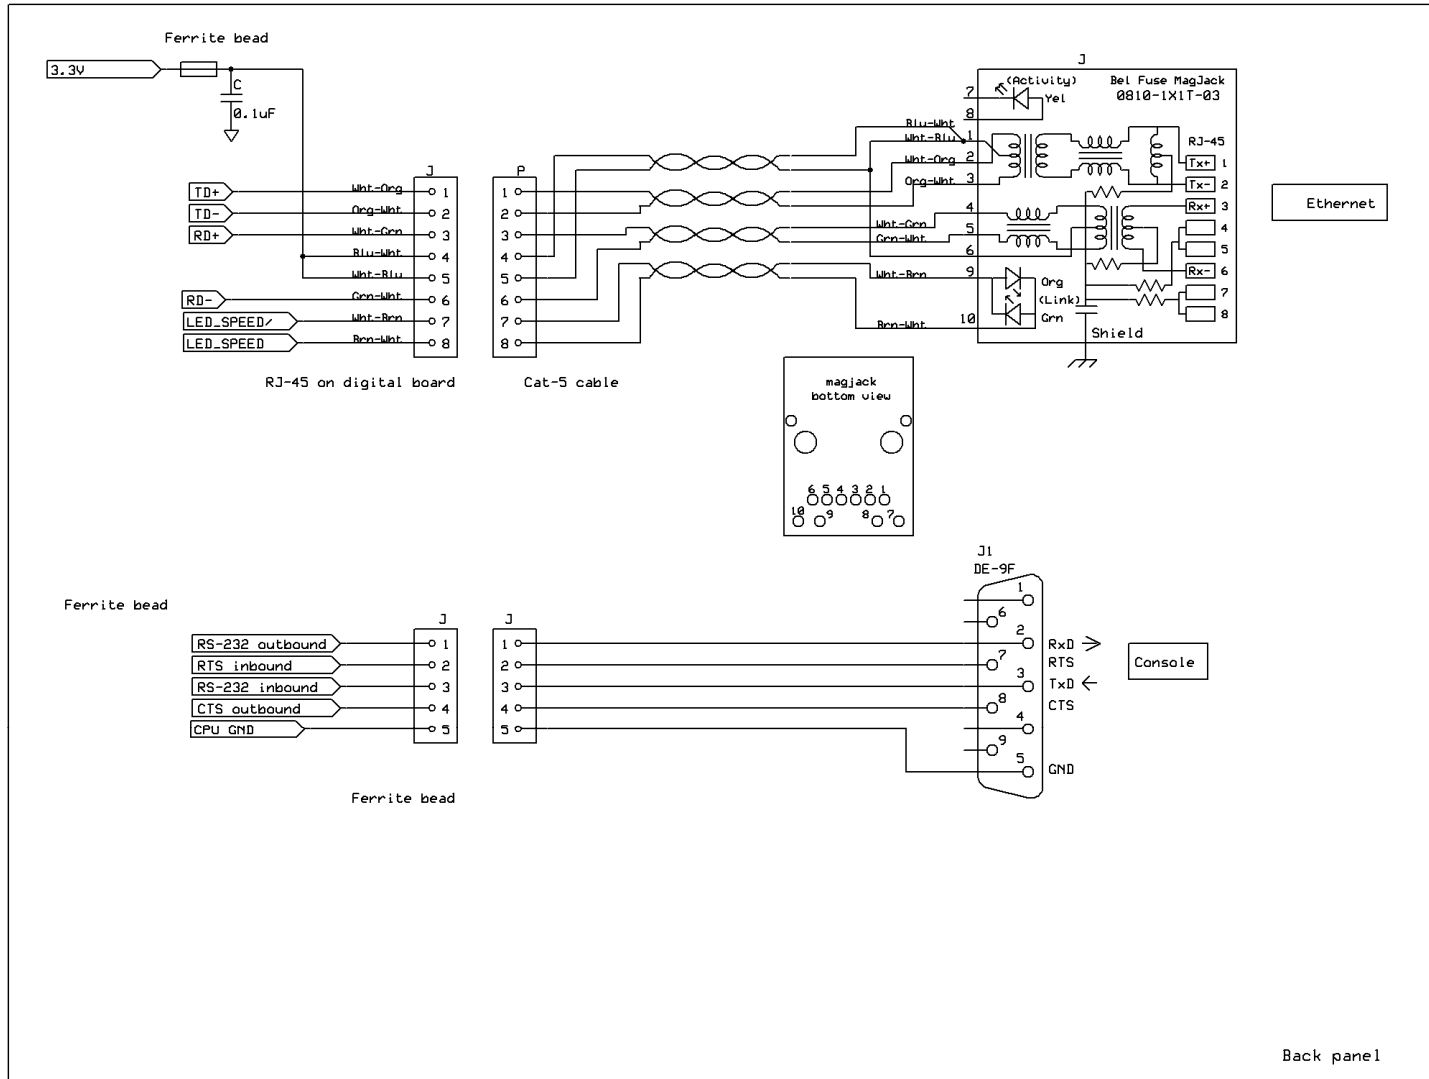 Ferrite bead
3.3V
C
0.1uF
J
P
TD+
TD-
RD+
RD-
LED_SPEED/
LED_SPEED
Wht-Org
Org-Wht
Wht-Grn
Blu-Wht
Wht-Blu
Grn-Wht
Wht-Brn
Brn-Wht
1
2
3
4
5
6
7
8
1
2
3
4
5
6
7
8
RJ-45 on digital board
Cat-5 cable
Blu-Wht
Wht-Blu
Wht-Org
Org-Wht
Wht-Grn
Grn-Wht
Wht-Brn
Brn-Wht
J
7
8
1
2
3
4
5
6
9
10
(Activity)
Yel
Bel Fuse MagJack
0810-1X1T-03
RJ-45
Tx+ 1
Tx- 2
Rx+ 3
4
5
Rx- 6
7
8
Org
(Link)
Grn
Shield
Ethernet
magjack
bottom view
6 5 4 3 2 1
10 9 8 7
Ferrite bead
RS-232 outbound
RTS inbound
RS-232 inbound
CTS outbound
CPU GND
J
1
2
3
4
5
J
1
2
3
4
5
Ferrite bead
J1
DE-9F
1
6
2
7
3
8
4
9
5
RxD
RTS
TxD
CTS
GND
Console
Back panel